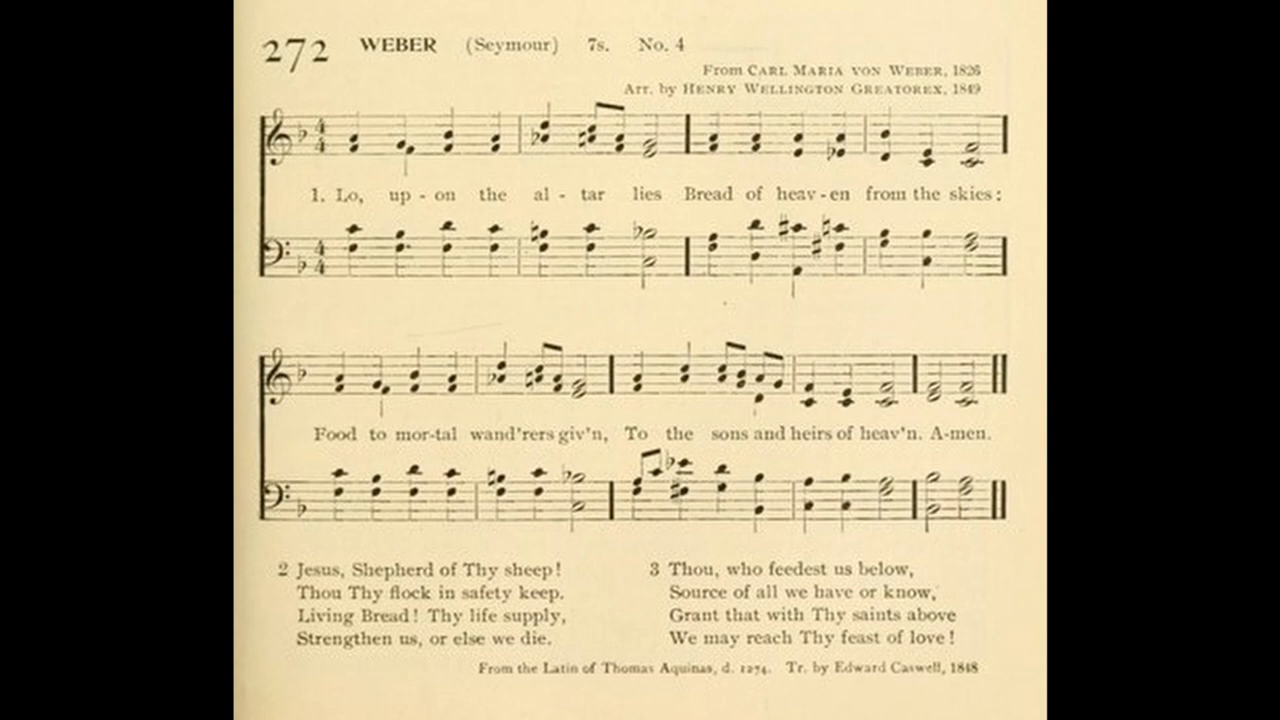 272 WEBER (Seymour) 7s. No. 4
From CARL MARIA VON WEBER, 1826
Arr. by HENRY WELLINGTON GREATOREX, 1849
1. Lo, up - on the al - tar lies Bread of heav - en from the skies:
Food to mor-tal wand'rers giv'n, To the sons and heirs of heav'n. A-men.
2 Jesus, Shepherd of Thy sheep!
Thou Thy flock in safety keep.
Living Bread! Thy life supply,
Strengthen us, or else we die.
3 Thou, who feedest us below,
Source of all we have or know,
Grant that with Thy saints above
We may reach Thy feast of love!
From the Latin of Thomas Aquinas, d. 1274. Tr. by Edward Caswell, 1848